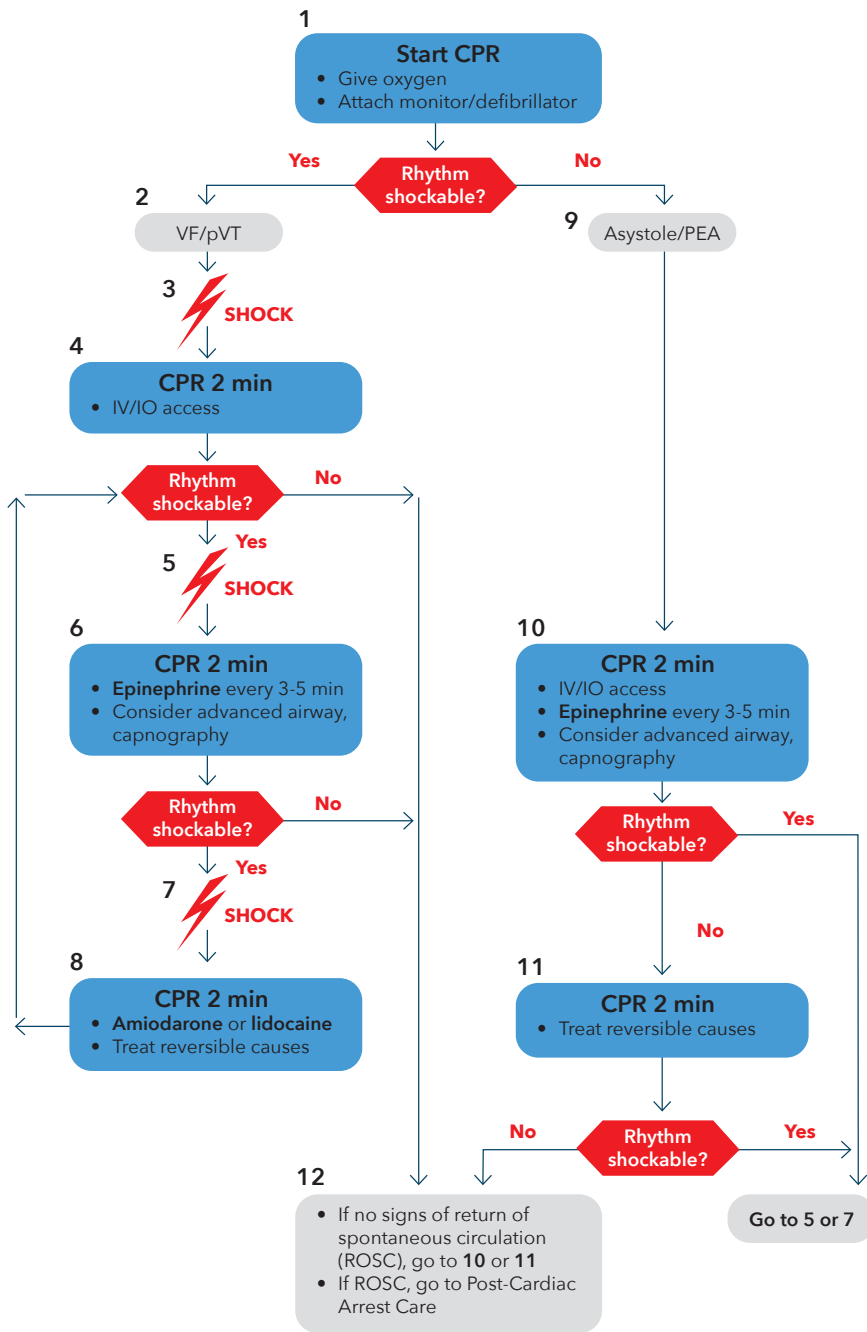 1
Start CPR
• Give oxygen
• Attach monitor/defibrillator
Yes
Rhythm
shockable?
No
2
VF/pVT
9
Asystole/PEA
3
SHOCK
4
CPR 2 min
• IV/IO access
Rhythm
shockable?
No
Yes
5
SHOCK
6
CPR 2 min
• Epinephrine every 3-5 min
• Consider advanced airway,
capnography
Rhythm
shockable?
No
Yes
7
SHOCK
8
CPR 2 min
• Amiodarone or lidocaine
• Treat reversible causes
10
CPR 2 min
• IV/IO access
• Epinephrine every 3-5 min
• Consider advanced airway,
capnography
Rhythm
shockable?
Yes
No
11
CPR 2 min
• Treat reversible causes
No
Rhythm
shockable?
Yes
12
• If no signs of return of
spontaneous circulation
(ROSC), go to 10 or 11
• If ROSC, go to Post-Cardiac
Arrest Care
Go to 5 or 7